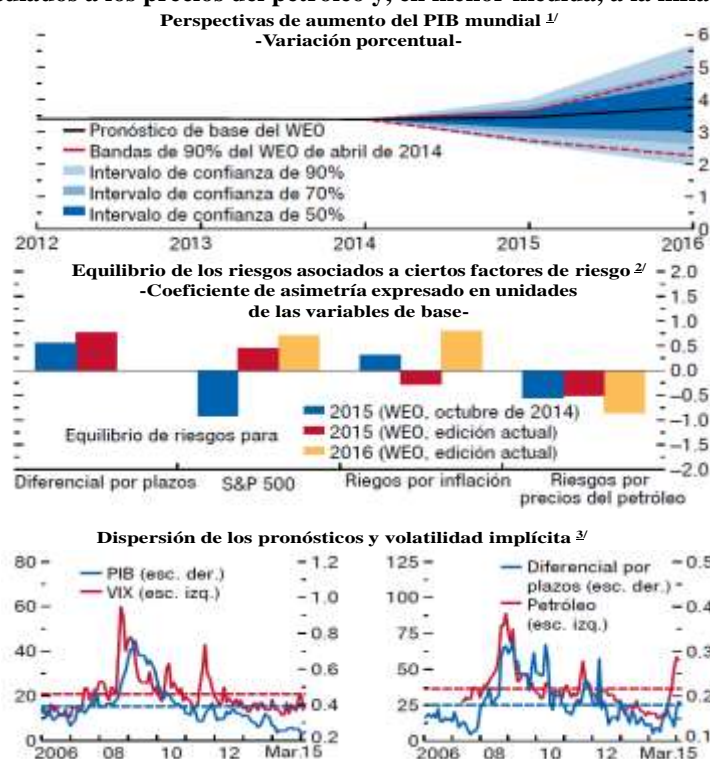 Perspectivas de aumento del PIB mundial 1/
-Variación porcentual-
6
5
4
3
2
1
0
Pronóstico de base del WEO
Bandas de 90% del WEO de abril de 2014
Intervalo de confianza de 90%
Intervalo de confianza de 70%
Intervalo de confianza de 50%
2012 2013 2014 2015 2016
Equilibrio de los riesgos asociados a ciertos factores de riesgo 2/
-Coeficiente de asimetría expresado en unidades
de las variables de base-
2.0
1.5
1.0
0.5
0.0
–0.5
–1.0
–1.5
–2.0
Equilibrio de riesgos para
2015 (WEO, octubre de 2014)
2015 (WEO, edición actual)
2016 (WEO, edición actual)
Diferencial por plazos S&P 500 Riegos por inflación Riesgos por
precios del petróleo
Dispersión de los pronósticos y volatilidad implícita 3/
80
60
40
20
0
PIB (esc. der.)
VIX (esc. izq.)
1.2
1.0
0.8
0.6
0.4
0.2
2006 08 10 12 Mar.15
125
100
75
50
25
0
Diferencial por
plazos (esc. der.)
Petróleo
(esc. izq.)
0.5
0.4
0.3
0.2
0.1
2006 08 10 12 Mar.15